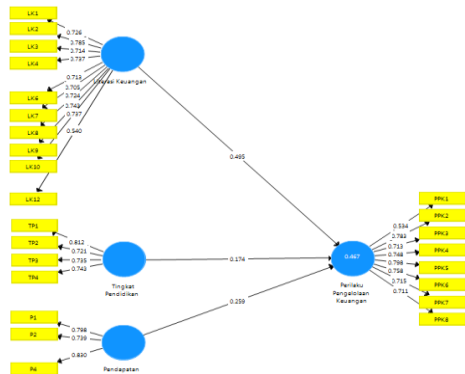 LK1
LK2
LK3
LK4
LK6
LK7
LK8
LK9
LK10
LK12
0.726
0.785
0.714
0.737
0.713
0.705
0.724
0.743
0.737
0.540
Literasi Keuangan
0.495
TP1
TP2
TP3
TP4
0.812
0.721
0.735
0.743
Tingkat
Pendidikan
0.174
P1
P2
P4
0.798
0.739
0.830
Pendapatan
0.259
0.467
Perilaku
Pengelolaan
Keuangan
0.534
0.783
0.713
0.748
0.798
0.758
0.715
0.711
PPK1
PPK2
PPK3
PPK4
PPK5
PPK6
PPK7
PPK8